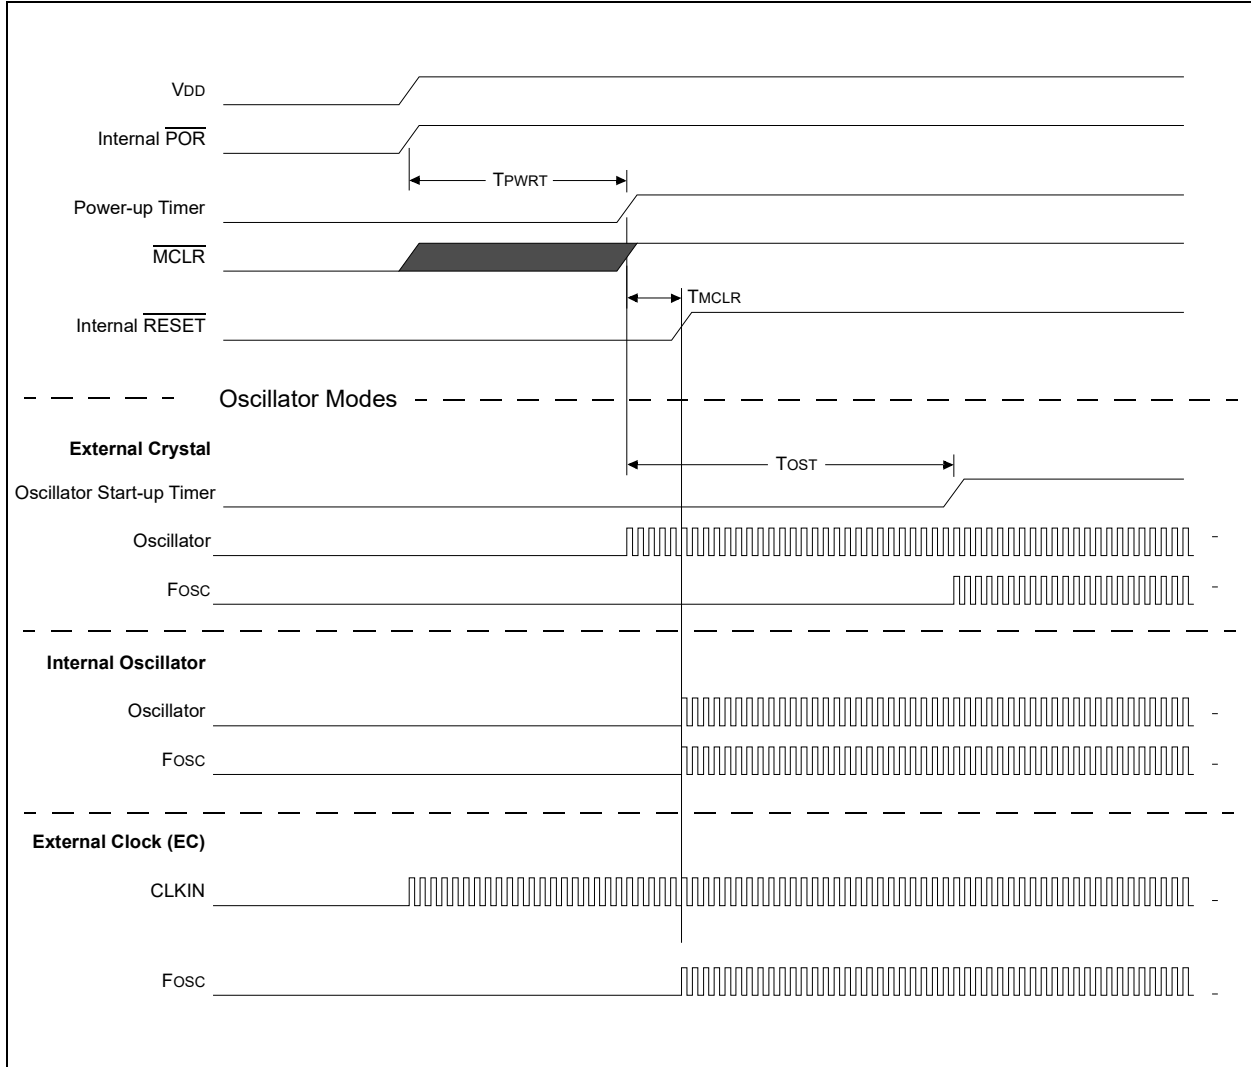 VDD
Internal POR
TPWRT
Power-up Timer
MCLR
TMCLR
Internal RESET
Oscillator Modes
External Crystal
TOST
Oscillator Start-up Timer
Oscillator
FOSC
Internal Oscillator
Oscillator
FOSC
External Clock (EC)
CLKIN
FOSC